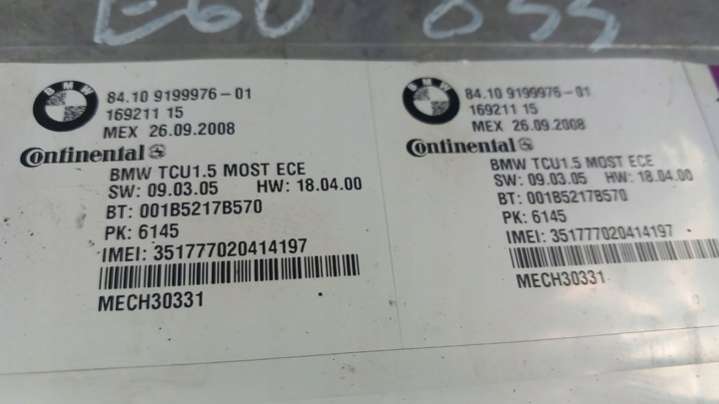 E60 055
BMW
84.10 9199976-01
169211 15
MEX 26.09.2008
Continental
BMW TCU1.5 MOST ECE
SW: 09.03.05 HW: 18.04.00
BT: 001B5217B570
PK: 6145
IMEI: 351777020414197
MECH30331
BMW
84.10 9199976-01
169211 15
MEX 26.09.2008
Continental
BMW TCU1.5 MOST ECE
SW: 09.03.05 HW: 18.04.00
BT: 001B5217B570
PK: 6145
IMEI: 351777020414197
MECH30331